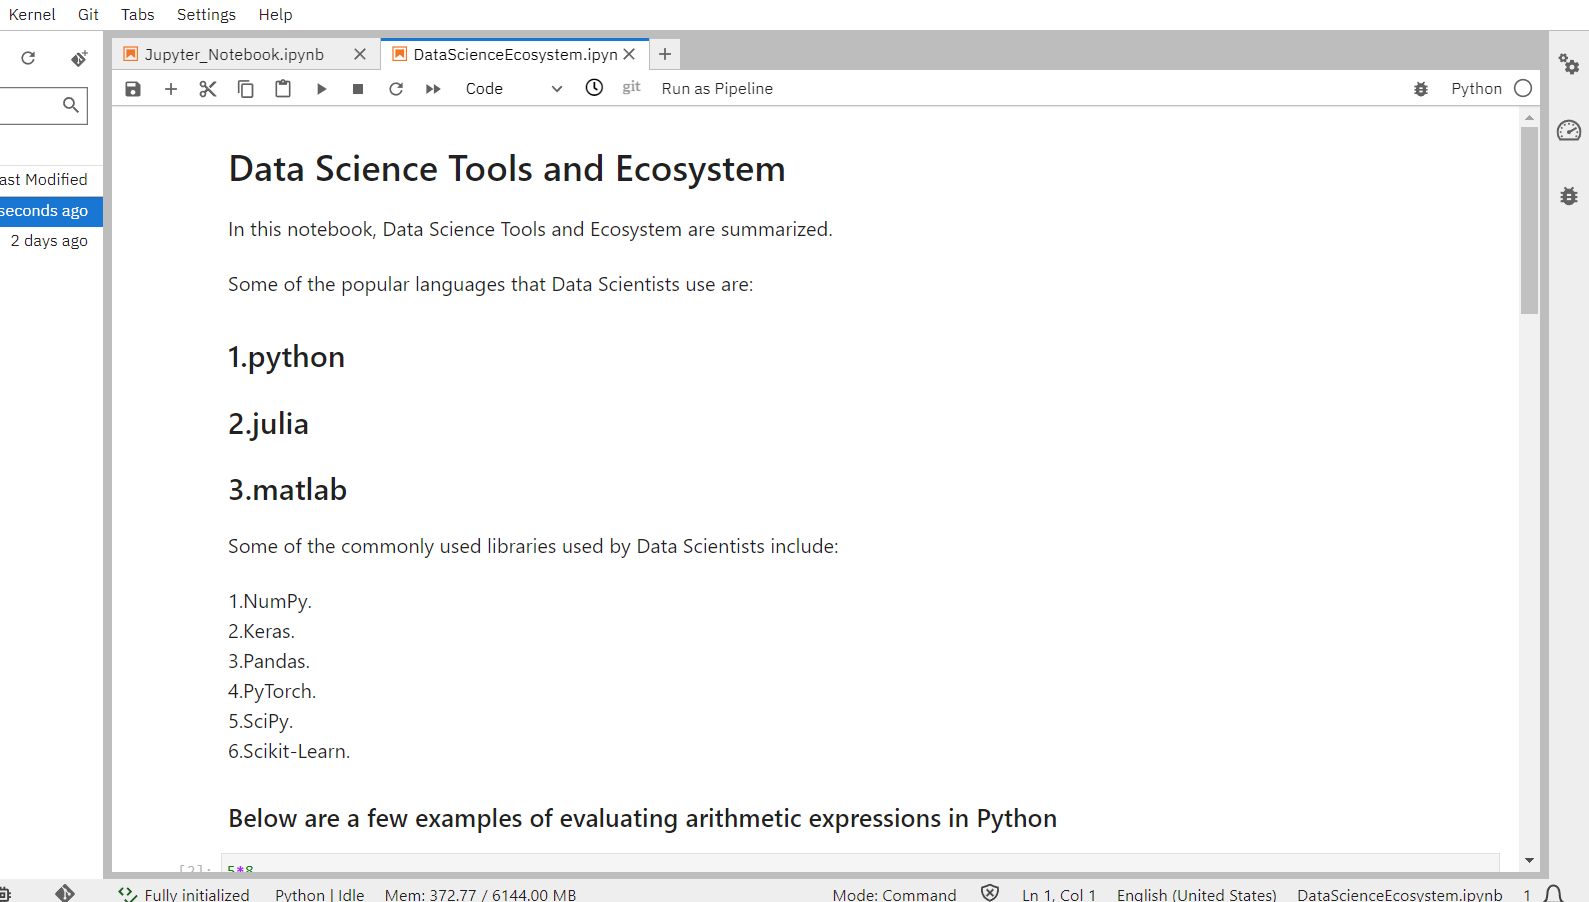 Kernel Git Tabs Settings Help
Jupyter_Notebook.ipynb DataScienceEcosystem.ipyn
Code git Run as Pipeline Python
ast Modified
seconds ago
2 days ago
Data Science Tools and Ecosystem
In this notebook, Data Science Tools and Ecosystem are summarized.
Some of the popular languages that Data Scientists use are:
1.python
2.julia
3.matlab
Some of the commonly used libraries used by Data Scientists include:
1.NumPy.
2.Keras.
3.Pandas.
4.PyTorch.
5.SciPy.
6.Scikit-Learn.
Below are a few examples of evaluating arithmetic expressions in Python
[2]: 5*8
Fully initialized Python | Idle Mem: 372.77 / 6144.00 MB Mode: Command Ln 1, Col 1 English (United States) DataScienceEcosystem.ipynb 1